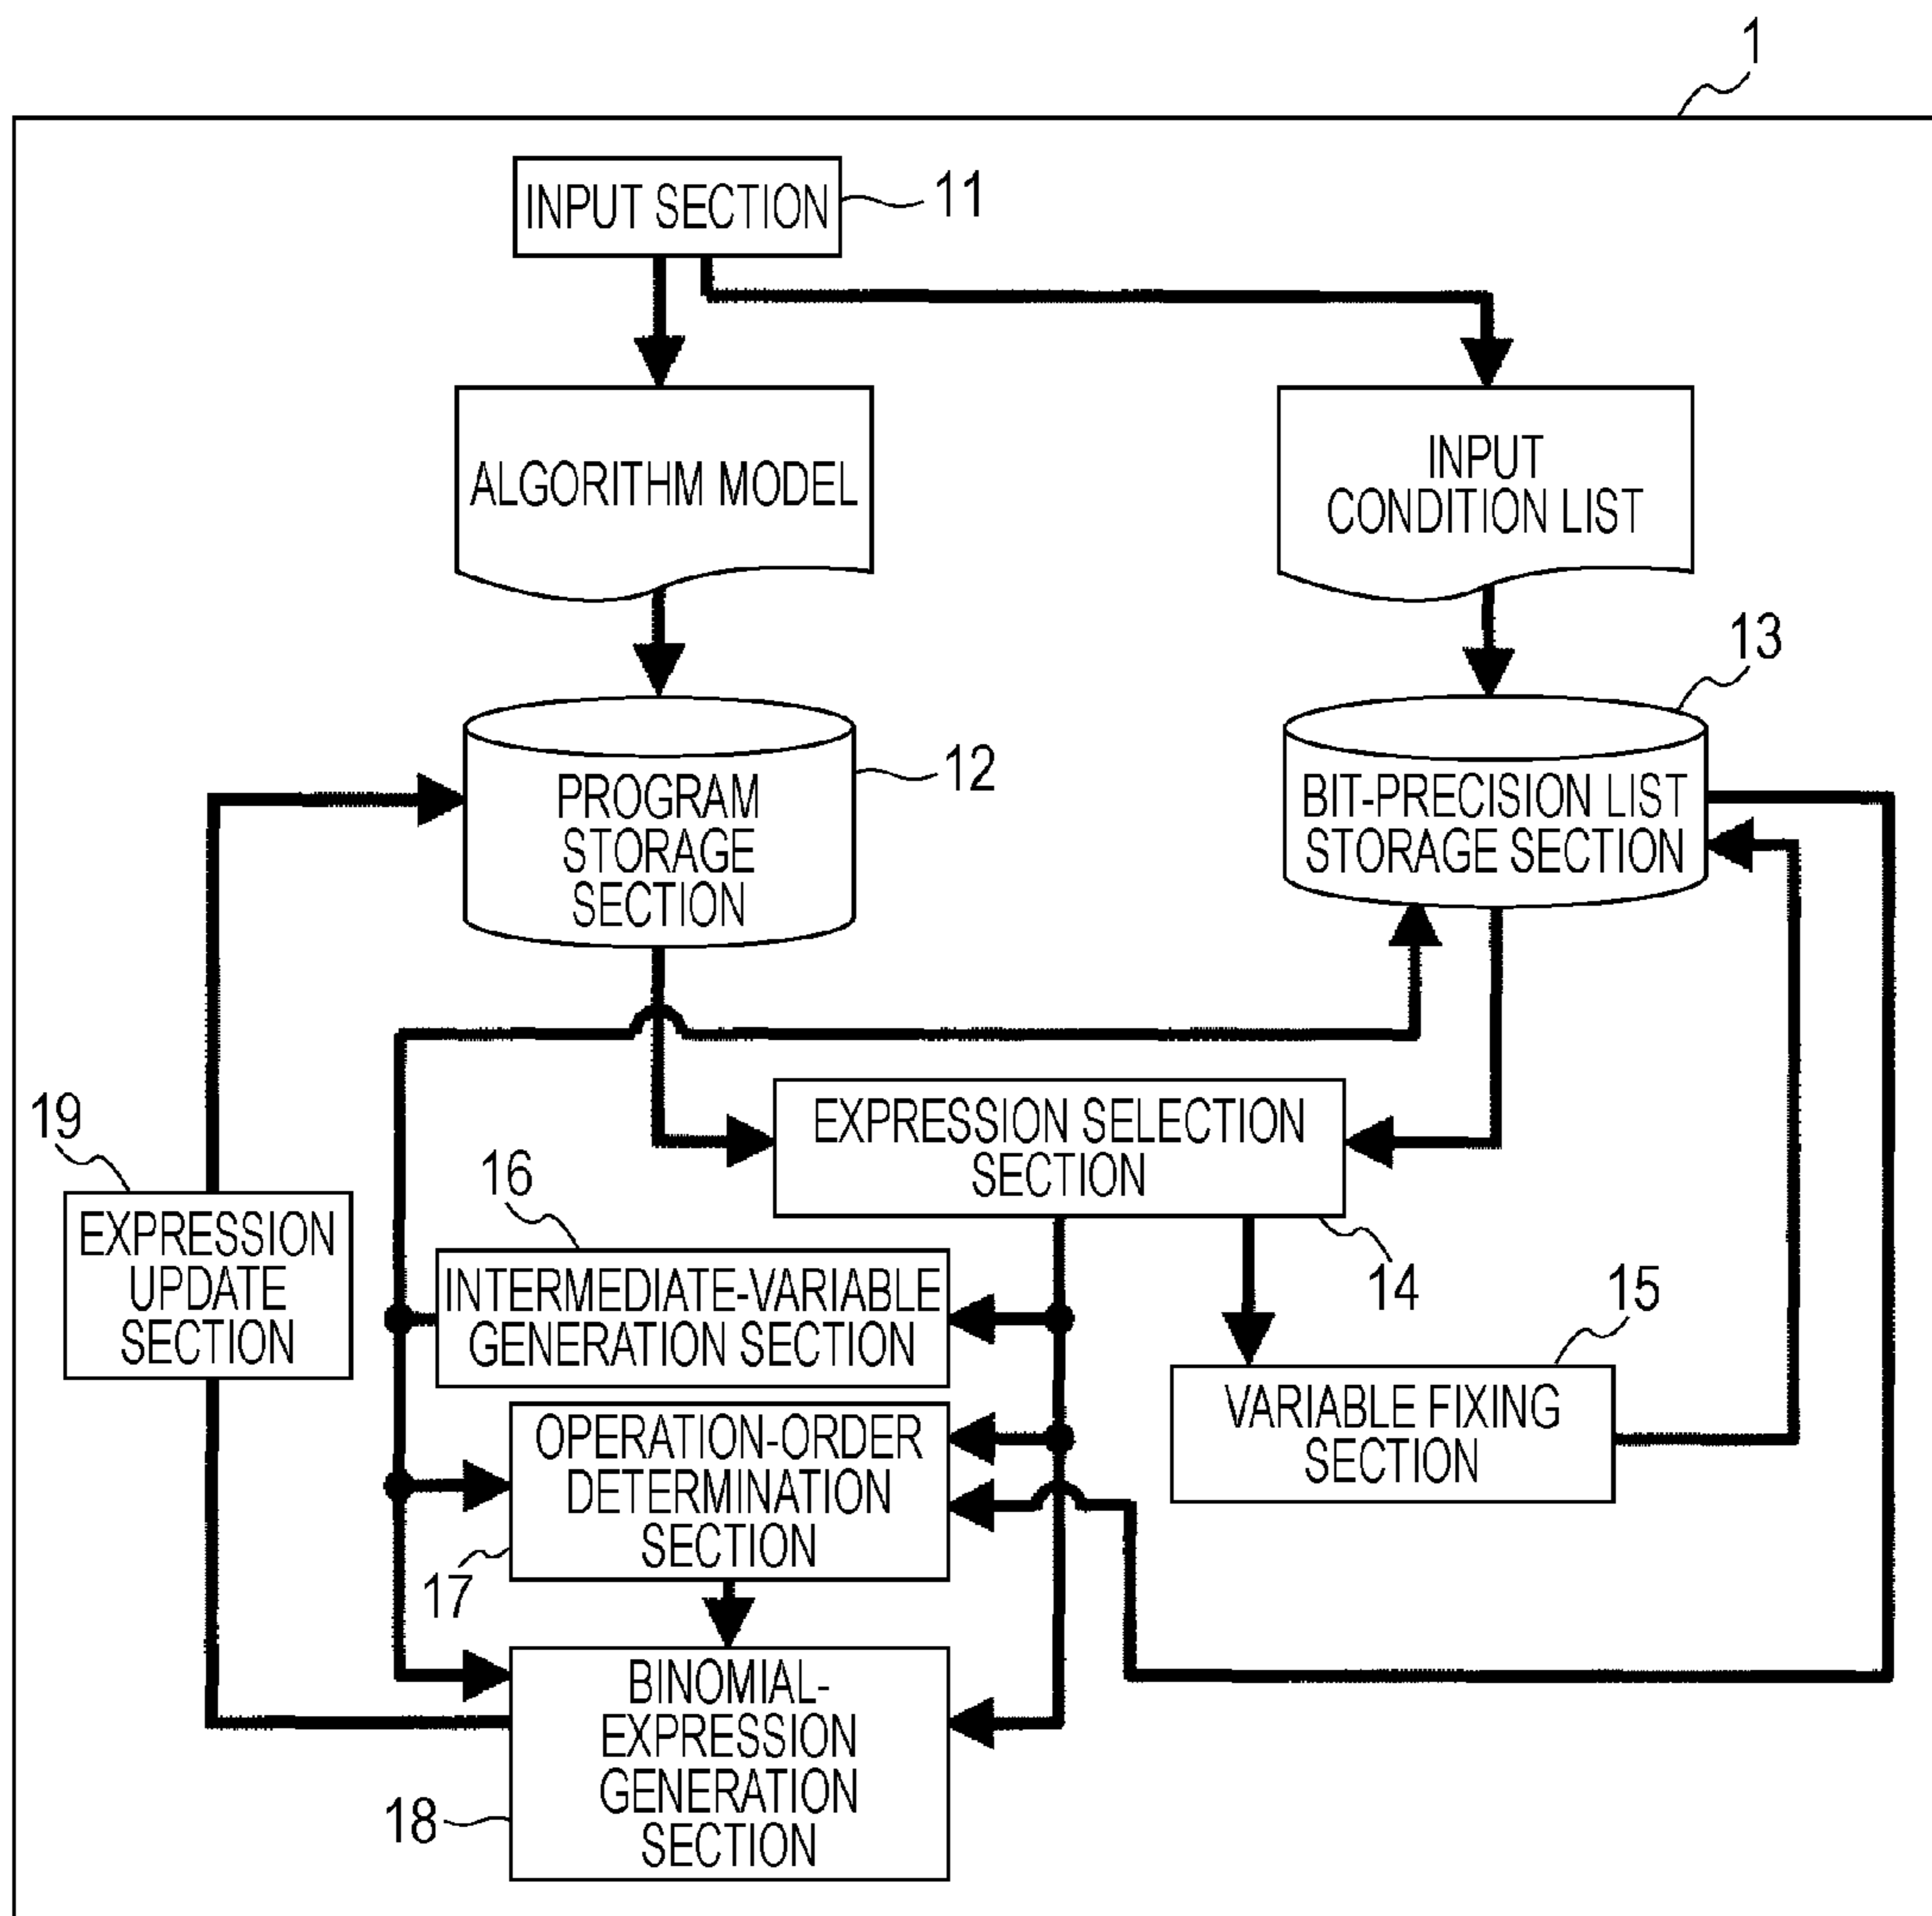 1
INPUT SECTION
11
ALGORITHM MODEL
INPUT
CONDITION LIST
13
12
PROGRAM
STORAGE
SECTION
BIT-PRECISION LIST
STORAGE SECTION
EXPRESSION SELECTION
SECTION
14
19
EXPRESSION
UPDATE
SECTION
16
INTERMEDIATE-VARIABLE
GENERATION SECTION
15
VARIABLE FIXING
SECTION
OPERATION-ORDER
DETERMINATION
SECTION
17
BINOMIAL-
EXPRESSION
GENERATION
SECTION
18